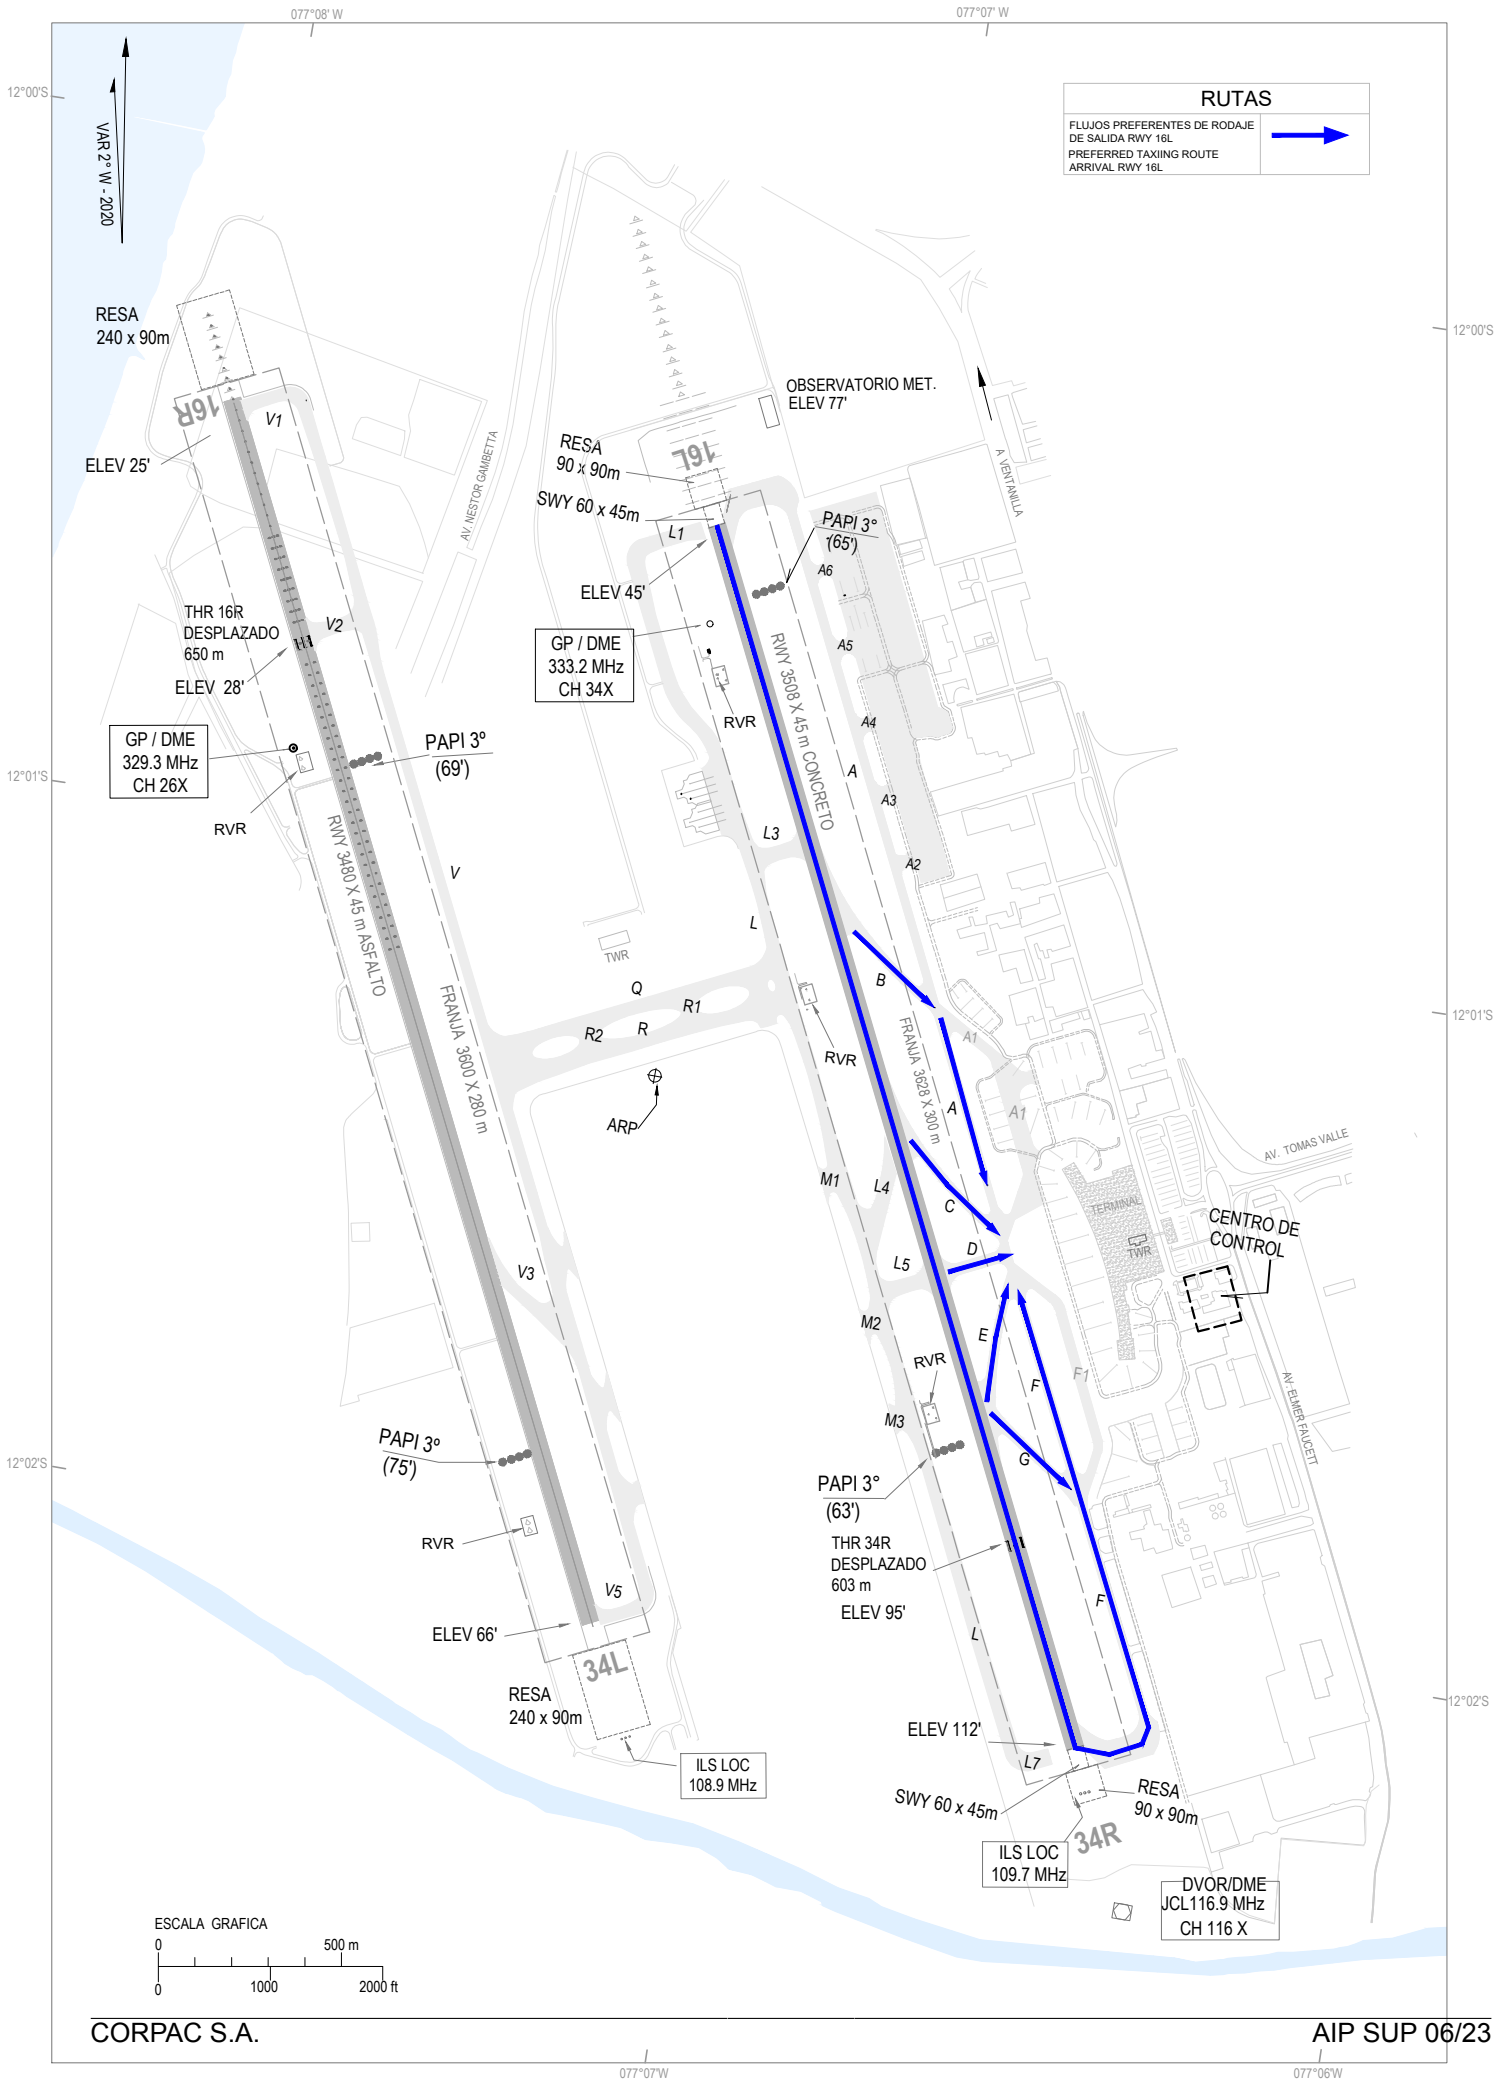 077°08' W
077°07' W
12°00'S
VAR 2° W - 2020
RUTAS
FLUJOS PREFERENTES DE RODAJE
DE SALIDA RWY 16L
PREFERRED TAXIING ROUTE
ARRIVAL RWY 16L
RESA
240 x 90m
12°00'S
16R
V1
ELEV 25'
AV. NESTOR GAMBETTA
OBSERVATORIO MET.
ELEV 77'
A VENTANILLA
16L
RESA
90 x 90m
SWY 60 x 45m
L1
PAPI 3°
(65')
A6
ELEV 45'
THR 16R
DESPLAZADO
650 m
V2
ELEV 28'
GP / DME
333.2 MHz
CH 34X
RVR
A5
RWY 3508 X 45 m CONCRETO
A4
GP / DME
329.3 MHz
CH 26X
PAPI 3º
(69')
RVR
12°01'S
A
A3
L3
A2
RWY 3480 X 45 m ASFALTO
V
L
TWR
B
Q
R1
R2
R
FRANJA 3600 X 280 m
RVR
FRANJA 3628 X 300 m
A1
12°01'S
ARP
A
A1
AV. TOMAS VALLE
M1
L4
C
TERMINAL
TWR
CENTRO DE
CONTROL
D
L5
V3
M2
E
RVR
F
F1
AV. ELMER FAUCETT
M3
G
PAPI 3º
(75')
12°02'S
PAPI 3°
(63')
RVR
THR 34R
DESPLAZADO
603 m
ELEV 95'
V5
F
ELEV 66'
L
34L
RESA
240 x 90m
12°02'S
ELEV 112'
L7
ILS LOC
108.9 MHz
SWY 60 x 45m
RESA
90 x 90m
34R
ILS LOC
109.7 MHz
DVOR/DME
JCL116.9 MHz
CH 116 X
ESCALA GRAFICA
0 500 m
0 1000 2000 ft
CORPAC S.A.
AIP SUP 06/23
077°07'W
077°06'W